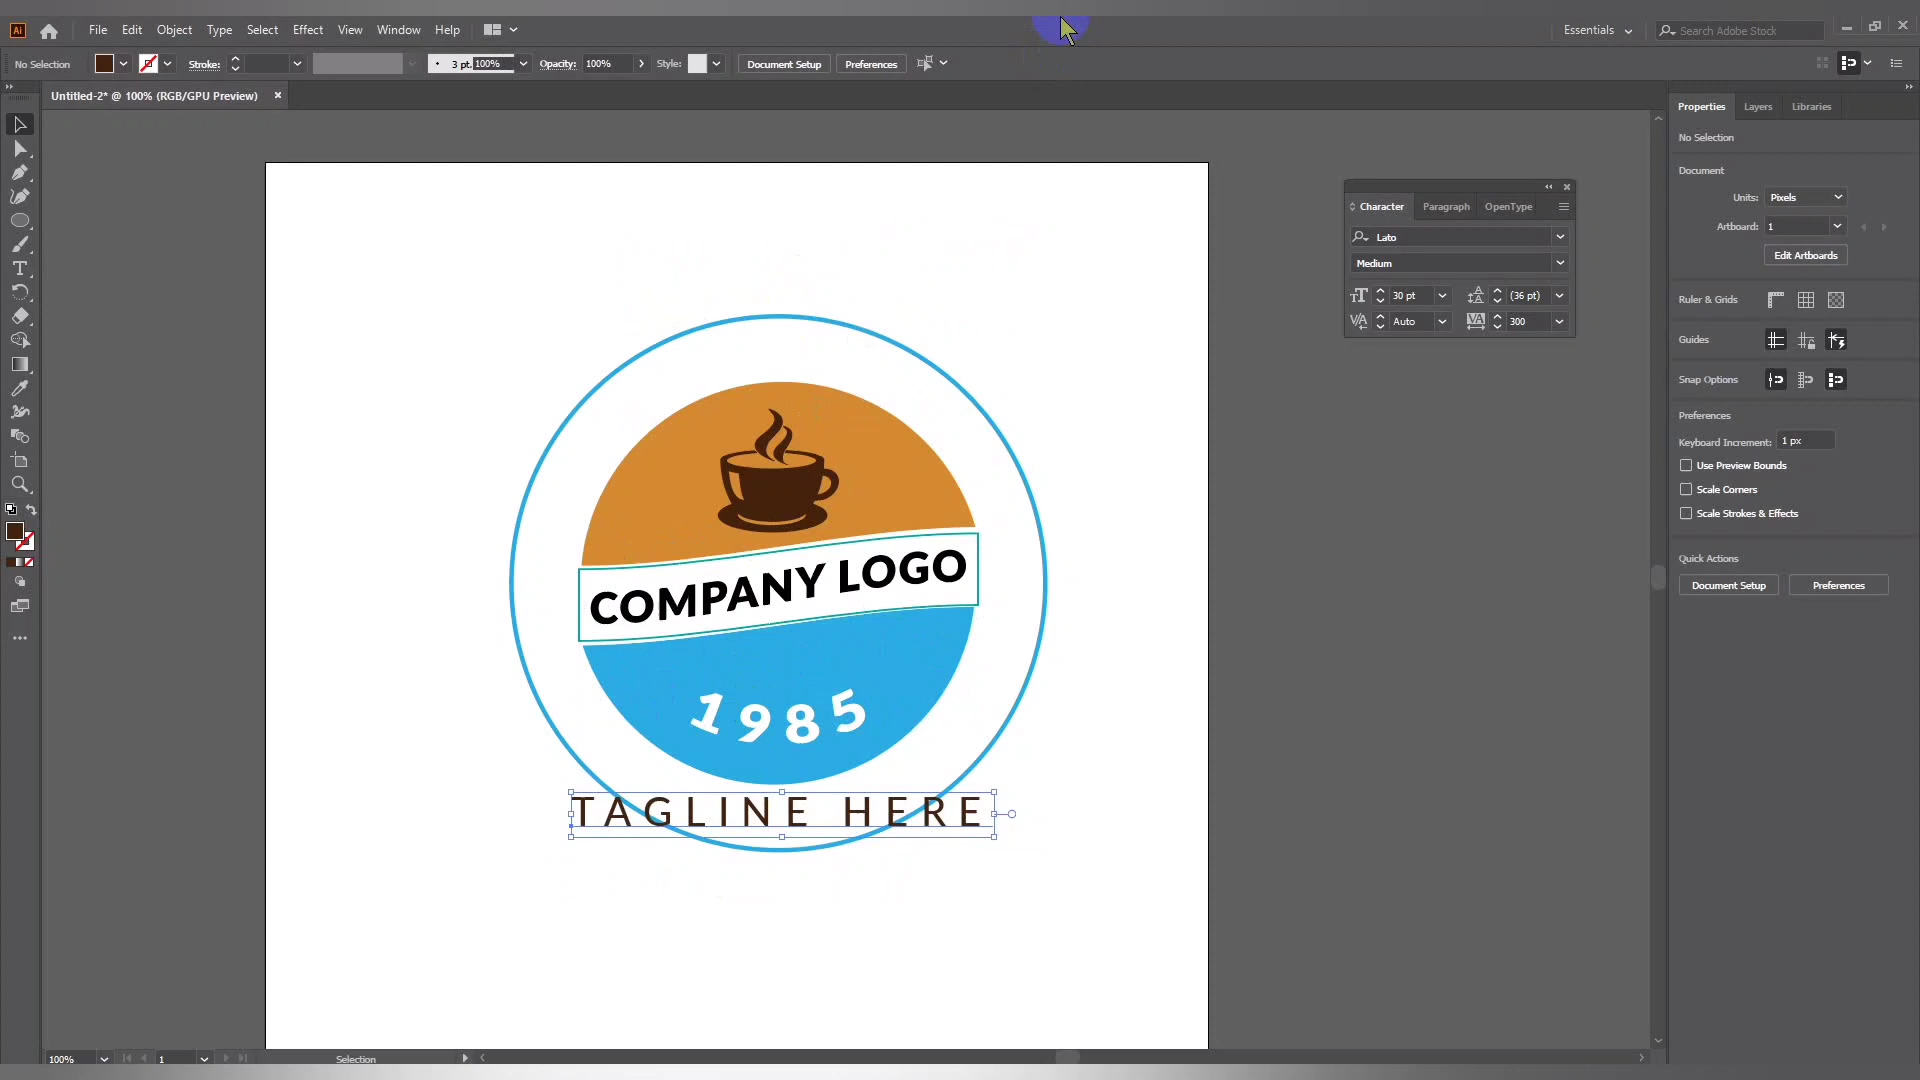 Ai File Edit Object Type Select Effect View Window Help Essentials Search Adobe Stock
No Selection Stroke: 3 pt. 100% Opacity: 100% Style: Document Setup Preferences
Untitled-2* @ 100% (RGB/GPU Preview) ×
Properties Layers Libraries
No Selection
Document
Units: Pixels
Artboard: 1
Edit Artboards
Ruler & Grids
Guides
Snap Options
Preferences
Keyboard Increment: 1 px
Use Preview Bounds
Scale Corners
Scale Strokes & Effects
Quick Actions
Document Setup Preferences
Character Paragraph OpenType
Lato
Medium
30 pt (36 pt)
Auto 300
COMPANY LOGO
1985
TAGLINE HERE
100% 1 Selection